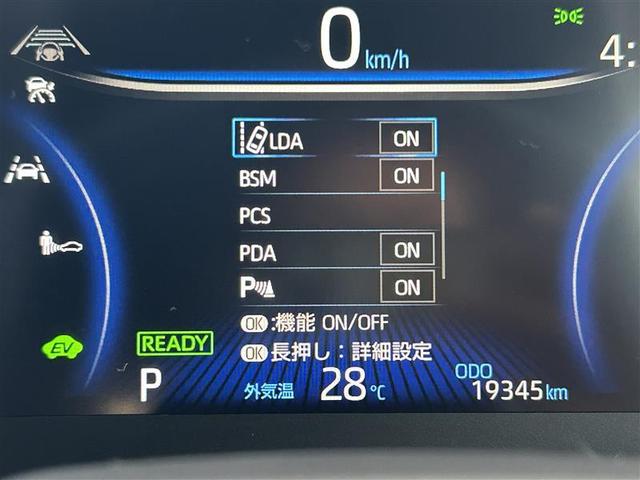 0 km/h
4:
LDA ON
BSM ON
PCS
PDA ON
P ON
OK:機能 ON/OFF
OK長押し：詳細設定
EV
READY
P
外気温 28℃
ODO
19345km